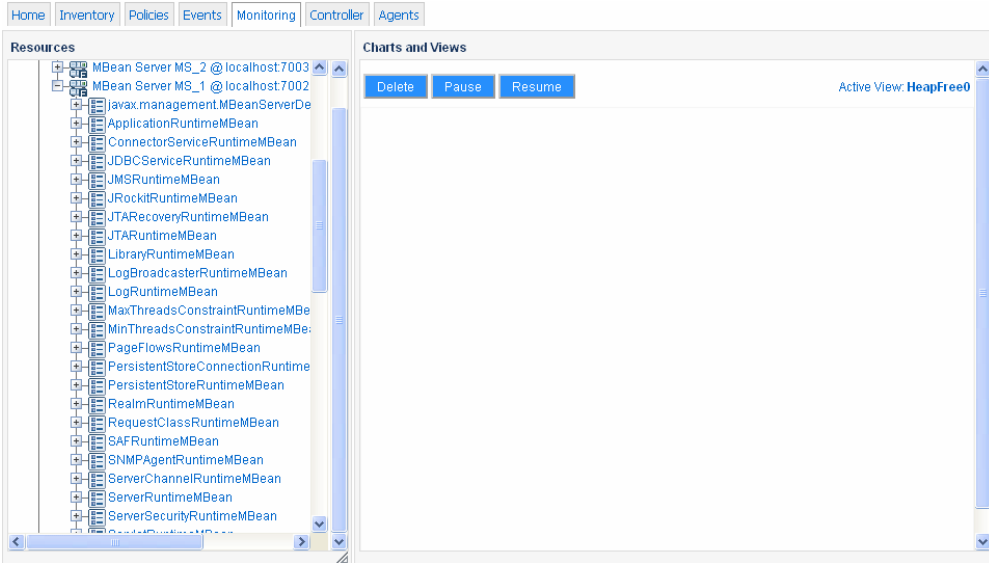 Home Inventory Policies Events Monitoring Controller Agents
Resources
MBean Server MS_2 @ localhost:7003
MBean Server MS_1 @ localhost:7002
javax.management.MBeanServerDe
ApplicationRuntimeMBean
ConnectorServiceRuntimeMBean
JDBCServiceRuntimeMBean
JMSRuntimeMBean
JRockitRuntimeMBean
JTARecoveryRuntimeMBean
JTARuntimeMBean
LibraryRuntimeMBean
LogBroadcasterRuntimeMBean
LogRuntimeMBean
MaxThreadsConstraintRuntimeMBe
MinThreadsConstraintRuntimeMBe
PageFlowsRuntimeMBean
PersistentStoreConnectionRuntime
PersistentStoreRuntimeMBean
RealmRuntimeMBean
RequestClassRuntimeMBean
SAFRuntimeMBean
SNMPAgentRuntimeMBean
ServerChannelRuntimeMBean
ServerRuntimeMBean
ServerSecurityRuntimeMBean
Charts and Views
Delete Pause Resume Active View: HeapFree0